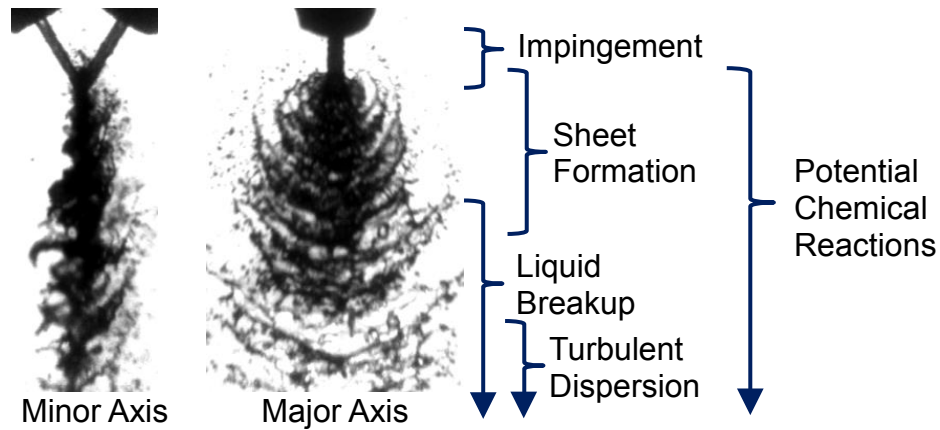 Impingement
Sheet
Formation
Potential
Chemical
Reactions
Liquid
Breakup
Turbulent
Dispersion
Minor Axis
Major Axis